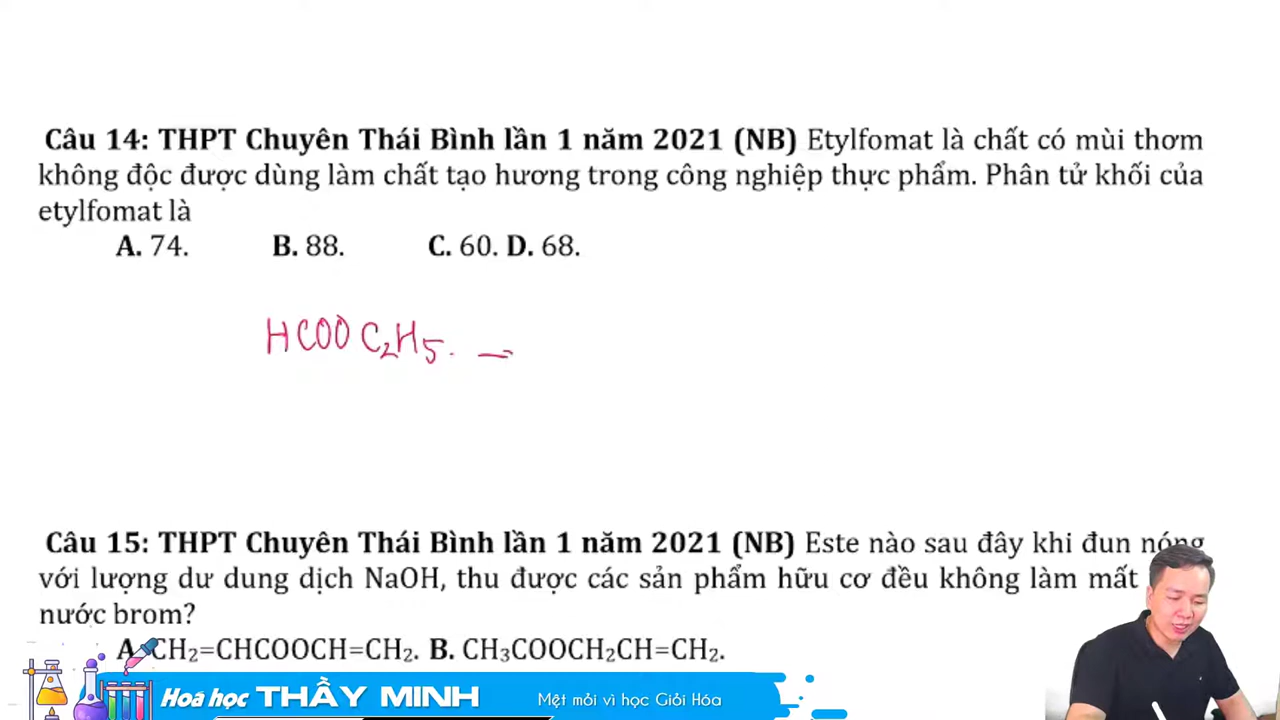 Câu 14: THPT Chuyên Thái Bình lần 1 năm 2021 (NB) Etylfomat là chất có mùi thơm
không độc được dùng làm chất tạo hương trong công nghiệp thực phẩm. Phân tử khối của
etylfomat là
A. 74. B. 88. C. 60. D. 68.
HCOOC₂H₅.
Câu 15: THPT Chuyên Thái Bình lần 1 năm 2021 (NB) Este nào sau đây khi đun nóng
với lượng dư dung dịch NaOH, thu được các sản phẩm hữu cơ đều không làm mất
nước brom?
A. CH₂=CHCOOCH=CH₂. B. CH₃COOCH₂CH=CH₂.
Hoá học THẦY MINH Mệt mỏi vì học Giỏi Hóa